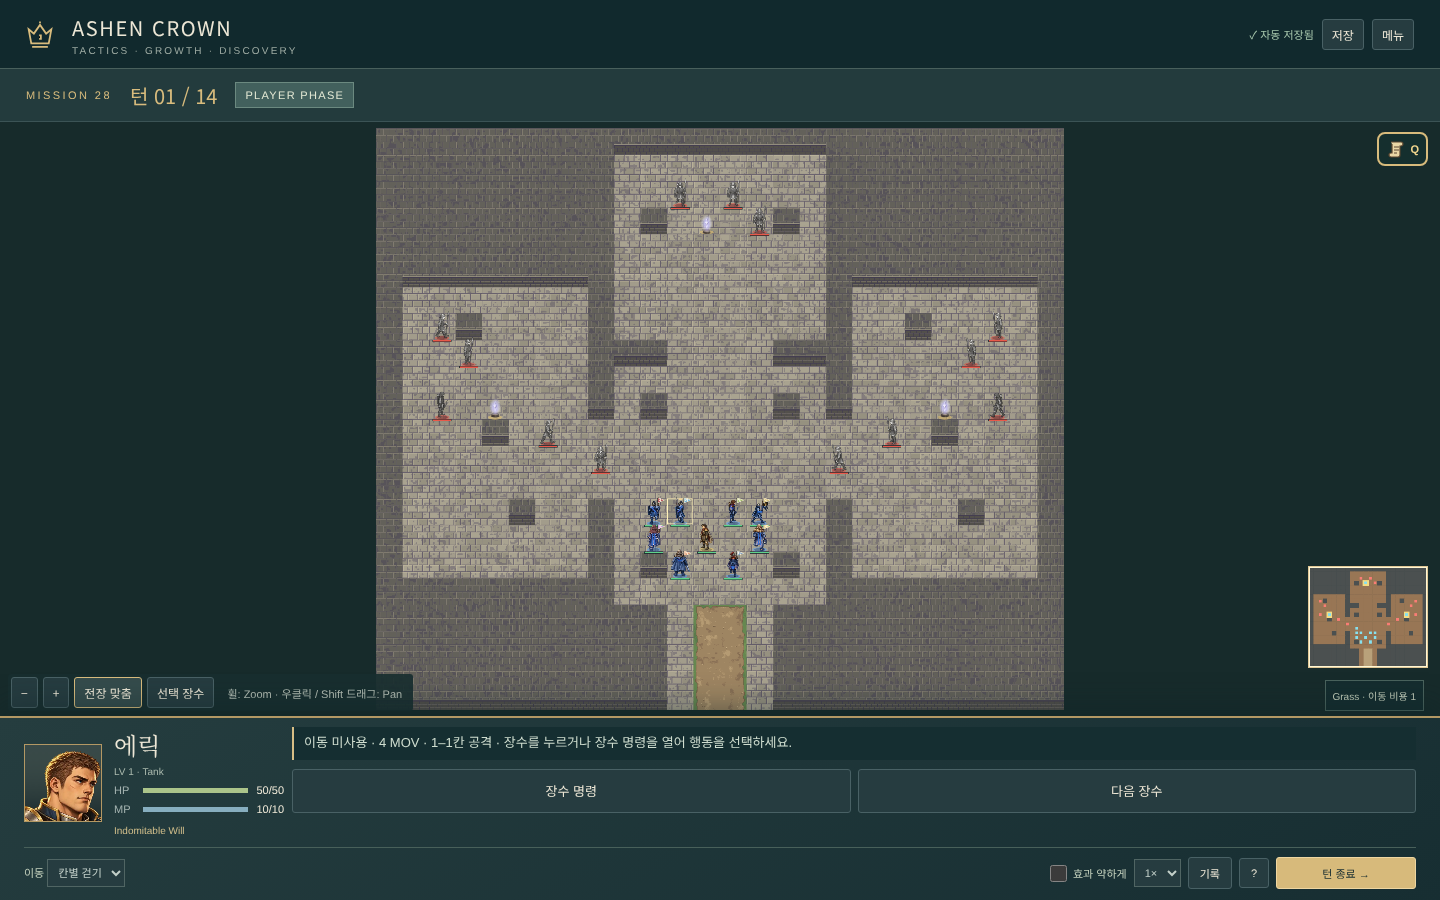 ASHEN CROWN
TACTICS · GROWTH · DISCOVERY
✓ 자동 저장됨
저장
메뉴
MISSION 28
턴 01 / 14
PLAYER PHASE
Q
−
+
전장 맞춤
선택 장수
휠: Zoom · 우클릭 / Shift 드래그: Pan
Grass · 이동 비용 1
에릭
LV 1 · Tank
HP 50/50
MP 10/10
Indomitable Will
이동 미사용 · 4 MOV · 1–1칸 공격 · 장수를 누르거나 장수 명령을 열어 행동을 선택하세요.
장수 명령
다음 장수
이동
칸별 걷기
효과 약하게
1×
기록
?
턴 종료 →